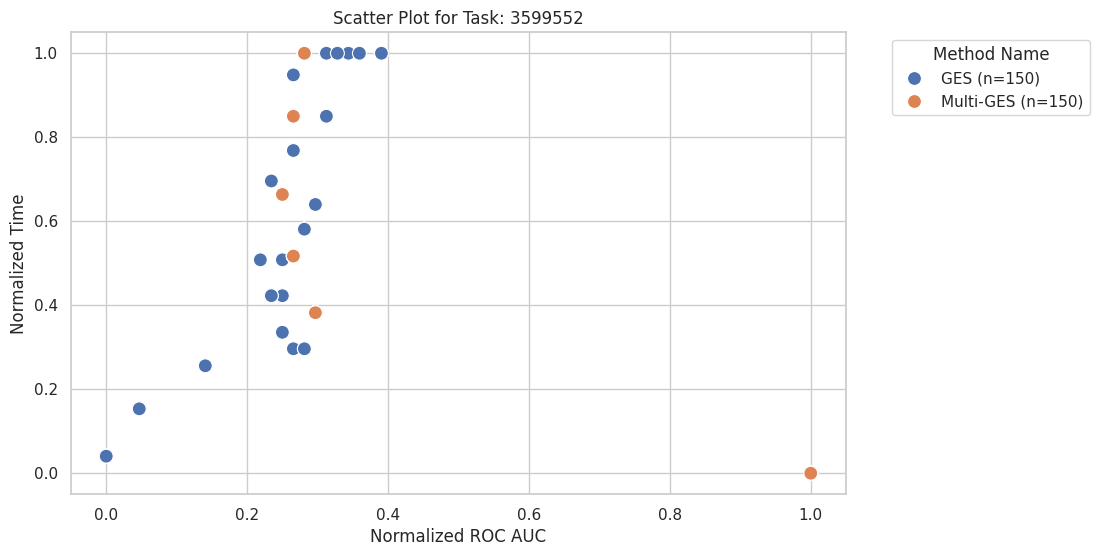 Scatter Plot for Task: 3599552
Method Name
GES (n=150)
Multi-GES (n=150)
Normalized Time
1.0
0.8
0.6
0.4
0.2
0.0
0.0 0.2 0.4 0.6 0.8 1.0
Normalized ROC AUC